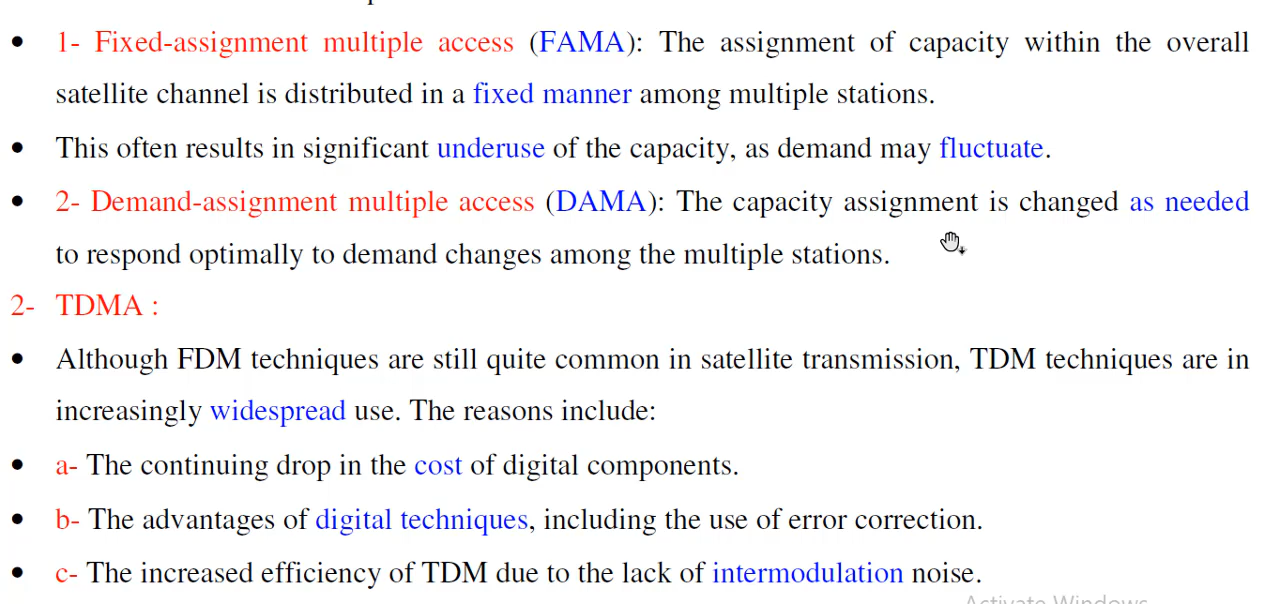 • 1- Fixed-assignment multiple access (FAMA): The assignment of capacity within the overall
satellite channel is distributed in a fixed manner among multiple stations.
• This often results in significant underuse of the capacity, as demand may fluctuate.
• 2- Demand-assignment multiple access (DAMA): The capacity assignment is changed as needed
to respond optimally to demand changes among the multiple stations.
2- TDMA :
• Although FDM techniques are still quite common in satellite transmission, TDM techniques are in
increasingly widespread use. The reasons include:
• a- The continuing drop in the cost of digital components.
• b- The advantages of digital techniques, including the use of error correction.
• c- The increased efficiency of TDM due to the lack of intermodulation noise.
Activate Windows